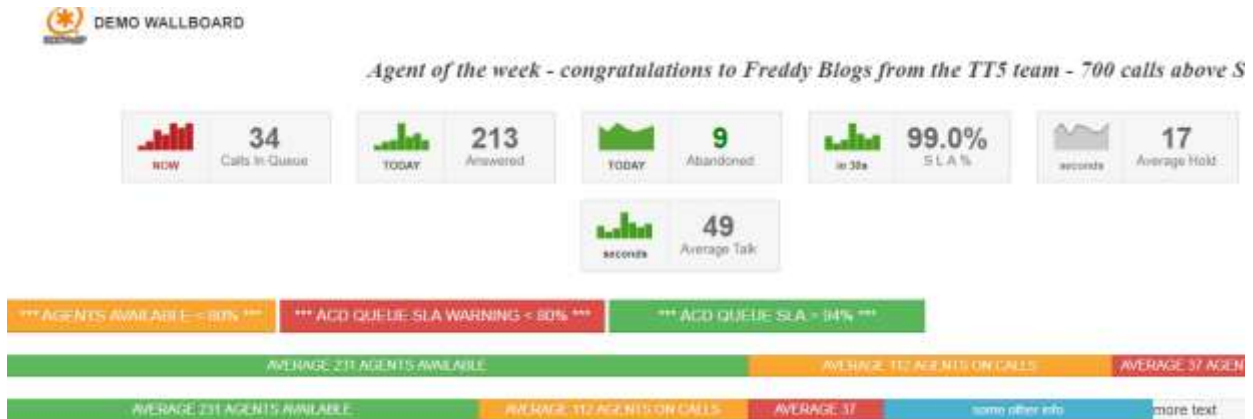 DEMO WALLBOARD
Agent of the week - congratulations to Freddy Blogs from the TT5 team - 700 calls above S
NOW
34
Calls In Queue
TODAY
213
Answered
TODAY
9
Abandoned
in 30s
99.0%
S L A %
seconds
17
Average Hold
seconds
49
Average Talk
*** AGENTS AVAILABLE < 80% ***
*** ACD QUEUE SLA WARNING < 80% ***
*** ACD QUEUE SLA > 94% ***
AVERAGE 231 AGENTS AVAILABLE
AVERAGE 112 AGENTS ON CALLS
AVERAGE 37 AGEN
AVERAGE 231 AGENTS AVAILABLE
AVERAGE 112 AGENTS ON CALLS
AVERAGE 37
some other info
more text